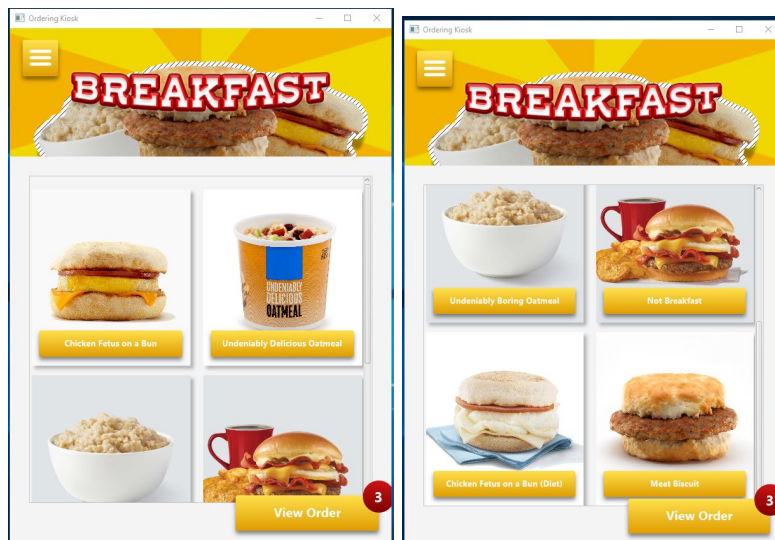 Ordering Kiosk
BREAKFAST
UNDENIABLY
DELICIOUS
OATMEAL
Chicken Fetus on a Bun
Undeniably Delicious Oatmeal
3
View Order
Ordering Kiosk
BREAKFAST
Undeniably Boring Oatmeal
Not Breakfast
Chicken Fetus on a Bun (Diet)
Meat Biscuit
3
View Order